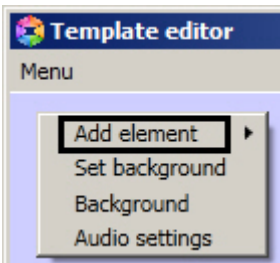 Template editor
Menu
Add element
Set background
Background
Audio settings